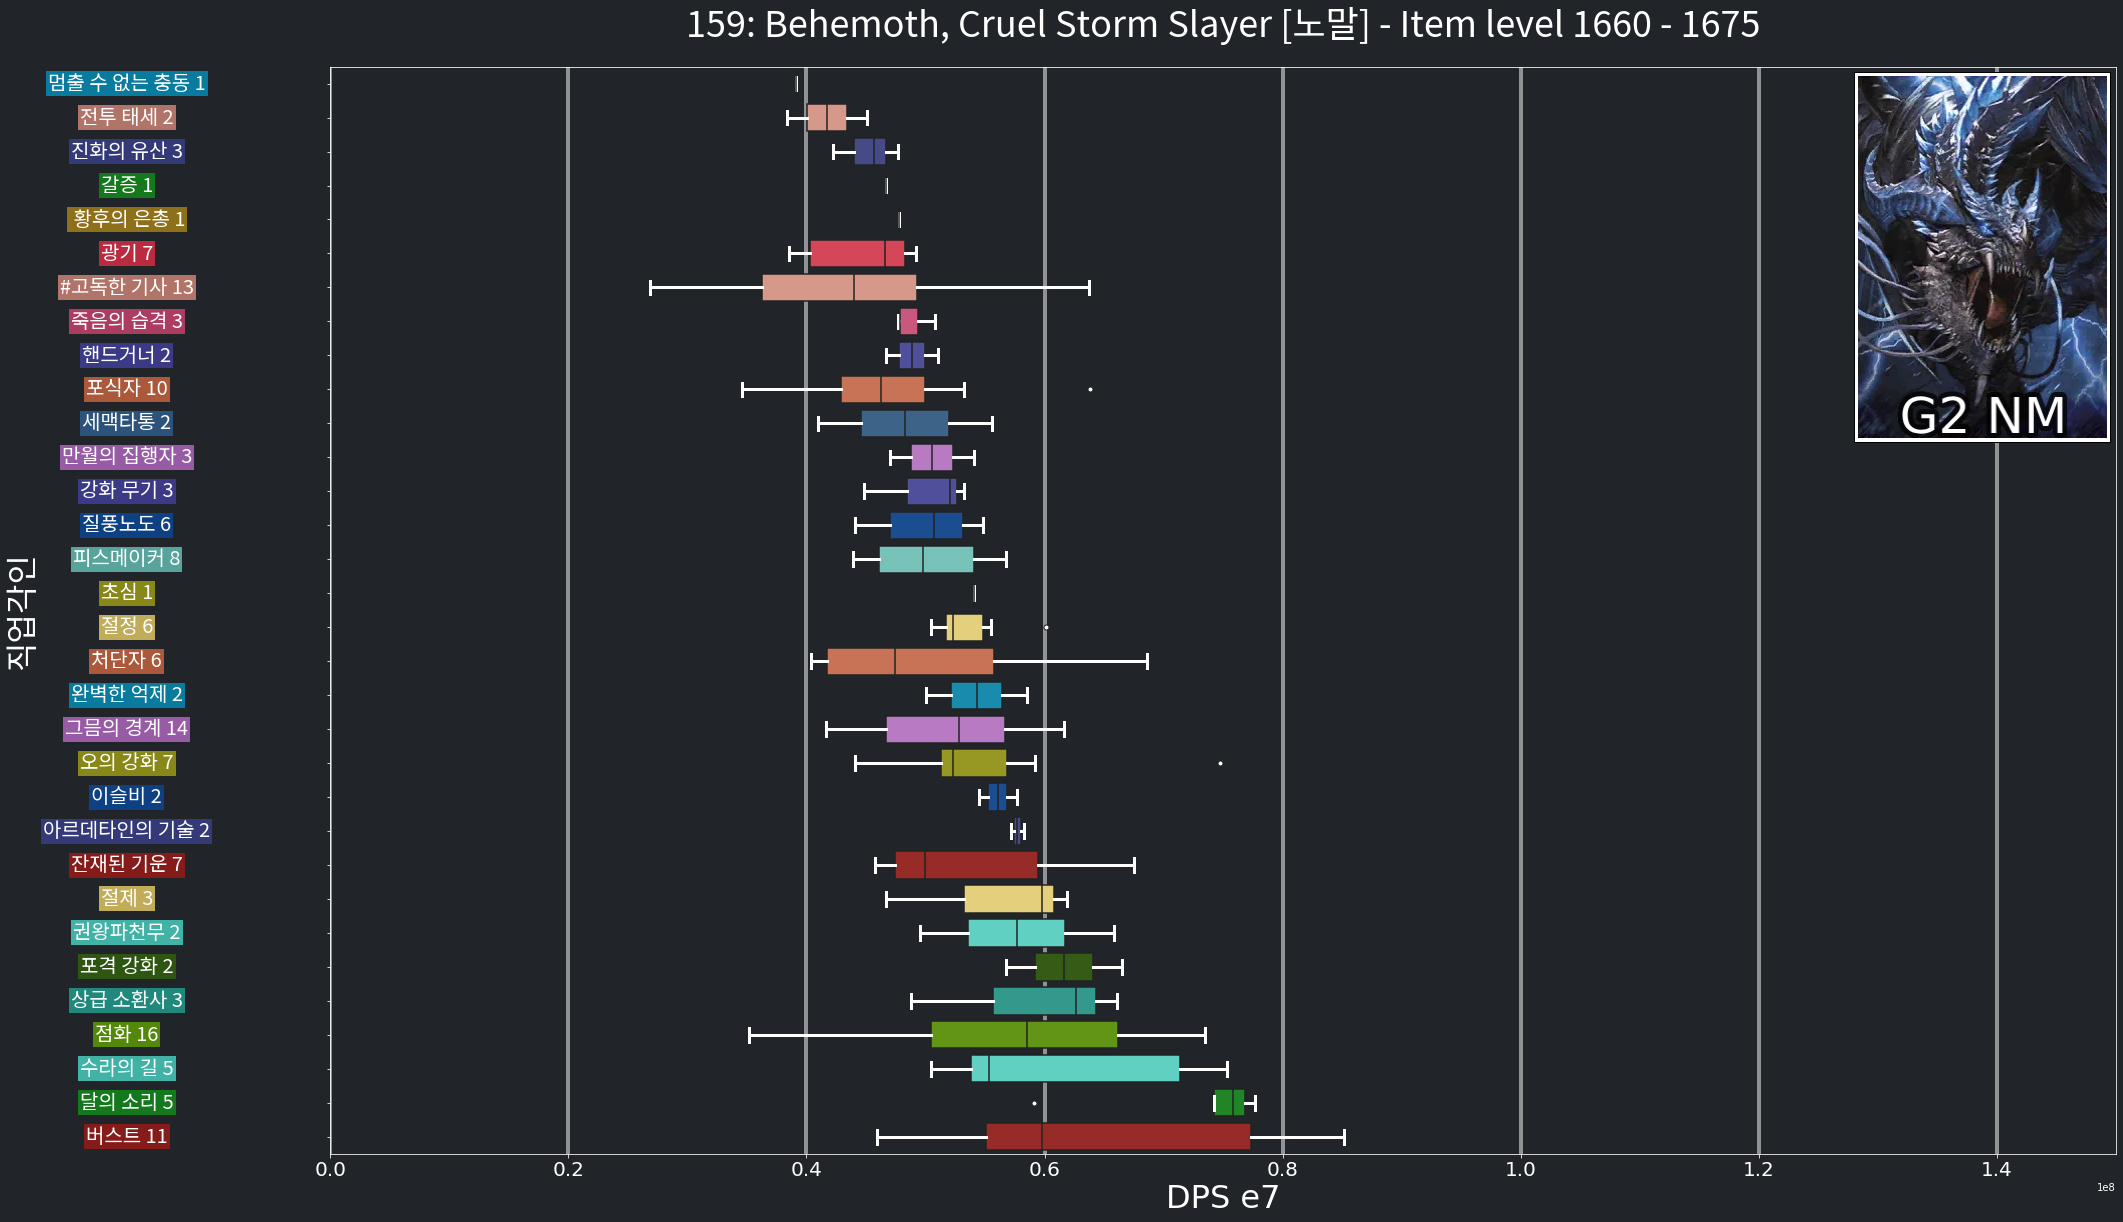 159: Behemoth, Cruel Storm Slayer [노말] - Item level 1660 - 1675
멈출 수 없는 충동 1
전투 태세 2
진화의 유산 3
갈증 1
황후의 은총 1
광기 7
#고독한 기사 13
죽음의 습격 3
핸드거너 2
포식자 10
세맥타통 2
만월의 집행자 3
강화 무기 3
질풍노도 6
피스메이커 8
초심 1
절정 6
처단자 6
완벽한 억제 2
그믐의 경계 14
오의 강화 7
이슬비 2
아르데타인의 기술 2
잔재된 기운 7
절제 3
권왕파천무 2
포격 강화 2
상급 소환사 3
점화 16
수라의 길 5
달의 소리 5
버스트 11
직업각인
G2 NM
0.0 0.2 0.4 0.6 0.8 1.0 1.2 1.4
1e8
DPS e7